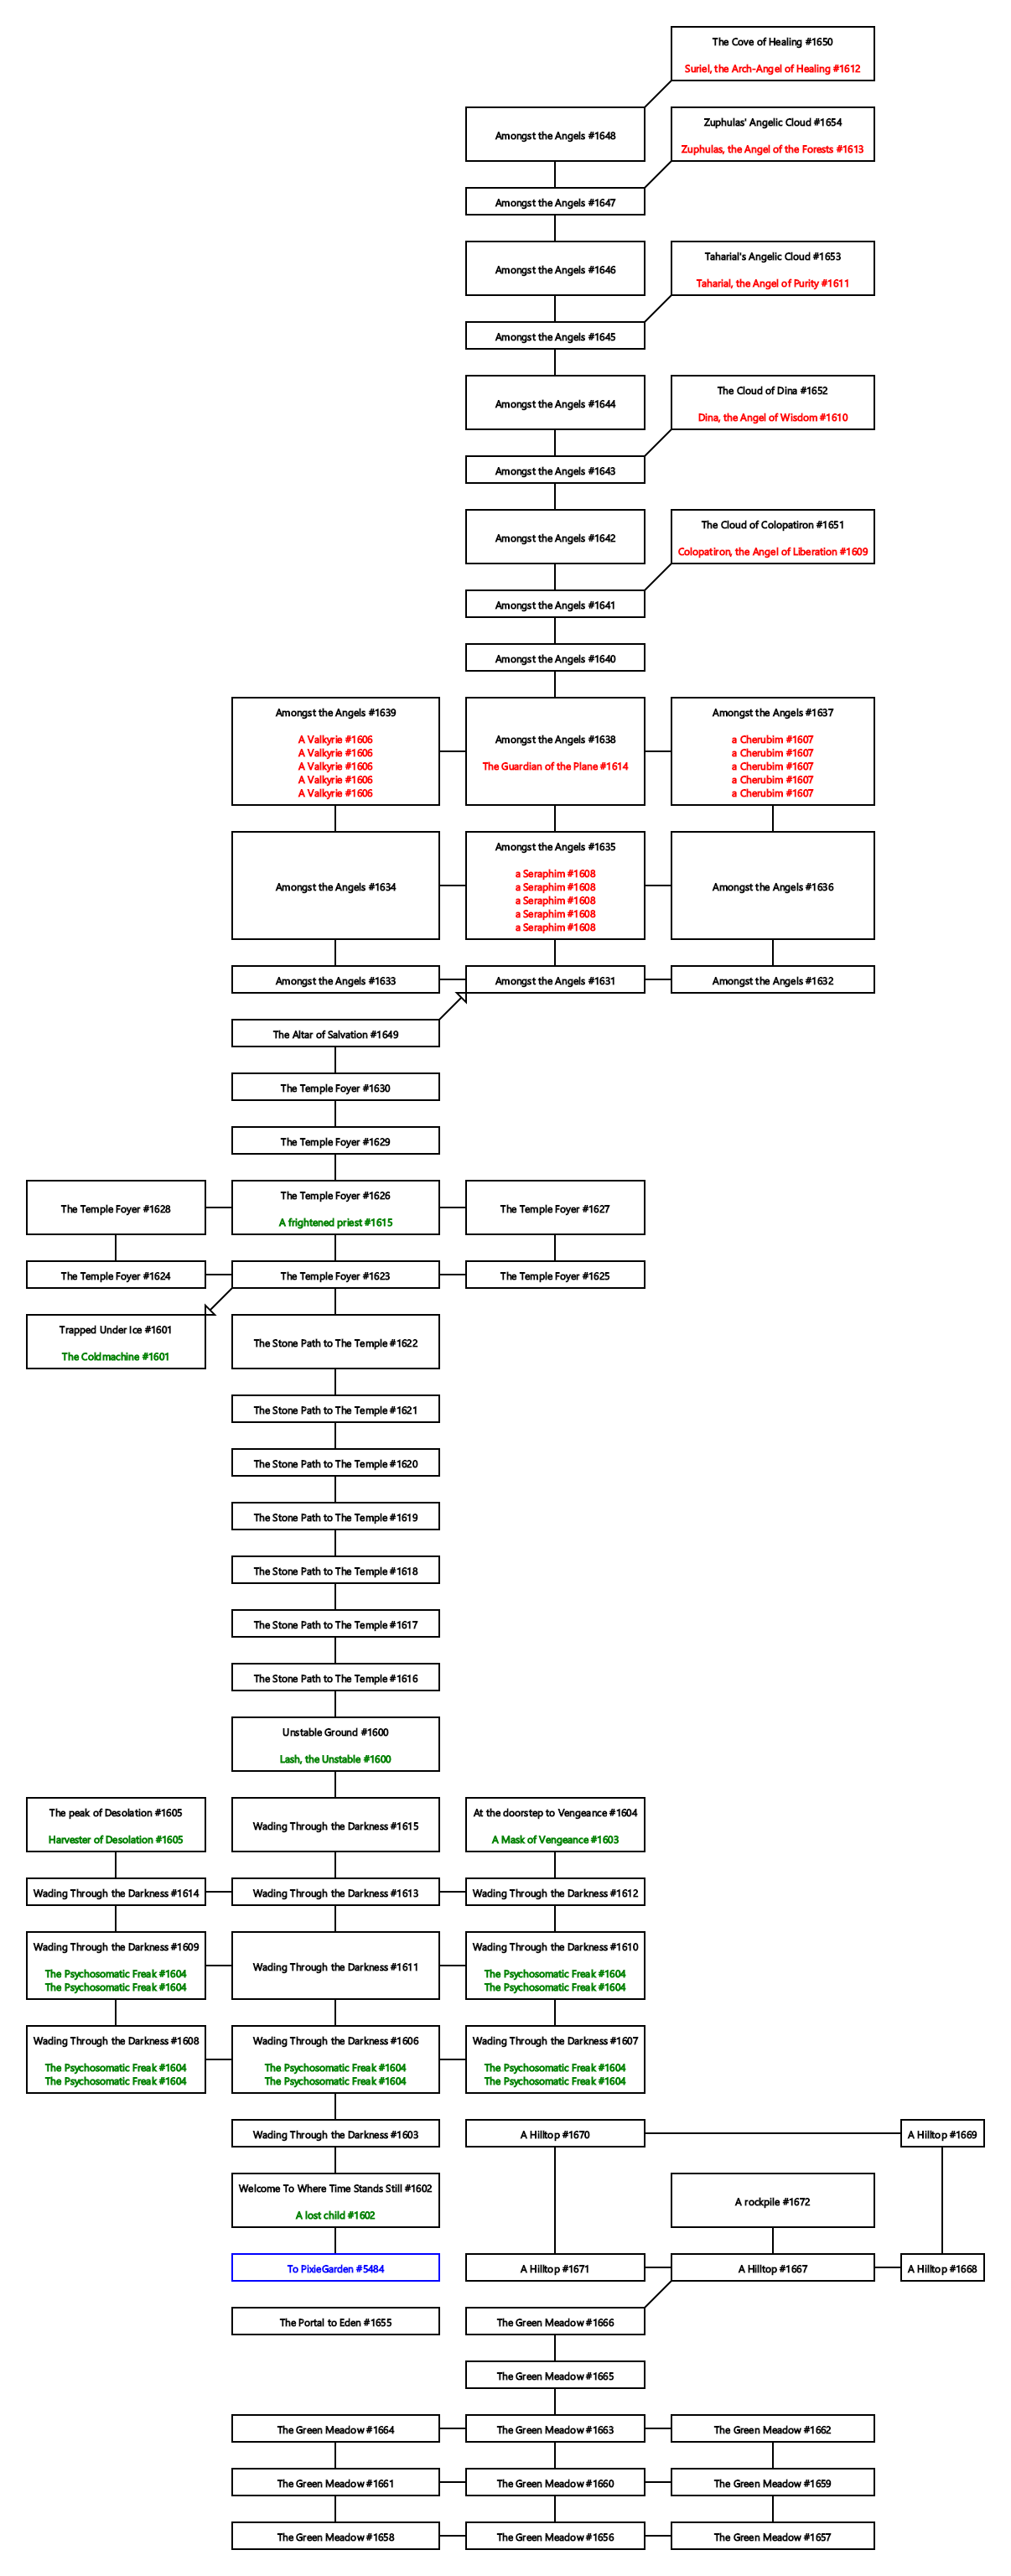 The Cove of Healing #1650
Suriel, the Arch-Angel of Healing #1612
Amongst the Angels #1648
Zuphulas' Angelic Cloud #1654
Zuphulas, the Angel of the Forests #1613
Amongst the Angels #1647
Amongst the Angels #1646
Taharial's Angelic Cloud #1653
Taharial, the Angel of Purity #1611
Amongst the Angels #1645
Amongst the Angels #1644
The Cloud of Dina #1652
Dina, the Angel of Wisdom #1610
Amongst the Angels #1643
Amongst the Angels #1642
The Cloud of Colopatiron #1651
Colopatiron, the Angel of Liberation #1609
Amongst the Angels #1641
Amongst the Angels #1640
Amongst the Angels #1639
A Valkyrie #1606
A Valkyrie #1606
A Valkyrie #1606
A Valkyrie #1606
A Valkyrie #1606
Amongst the Angels #1638
The Guardian of the Plane #1614
Amongst the Angels #1637
a Cherubim #1607
a Cherubim #1607
a Cherubim #1607
a Cherubim #1607
a Cherubim #1607
Amongst the Angels #1634
Amongst the Angels #1635
a Seraphim #1608
a Seraphim #1608
a Seraphim #1608
a Seraphim #1608
a Seraphim #1608
Amongst the Angels #1636
Amongst the Angels #1633
Amongst the Angels #1631
Amongst the Angels #1632
The Altar of Salvation #1649
The Temple Foyer #1630
The Temple Foyer #1629
The Temple Foyer #1628
The Temple Foyer #1626
A frightened priest #1615
The Temple Foyer #1627
The Temple Foyer #1624
The Temple Foyer #1623
The Temple Foyer #1625
Trapped Under Ice #1601
The Coldmachine #1601
The Stone Path to The Temple #1622
The Stone Path to The Temple #1621
The Stone Path to The Temple #1620
The Stone Path to The Temple #1619
The Stone Path to The Temple #1618
The Stone Path to The Temple #1617
The Stone Path to The Temple #1616
Unstable Ground #1600
Lash, the Unstable #1600
The peak of Desolation #1605
Harvester of Desolation #1605
Wading Through the Darkness #1615
At the doorstep to Vengeance #1604
A Mask of Vengeance #1603
Wading Through the Darkness #1614
Wading Through the Darkness #1613
Wading Through the Darkness #1612
Wading Through the Darkness #1609
The Psychosomatic Freak #1604
The Psychosomatic Freak #1604
Wading Through the Darkness #1611
Wading Through the Darkness #1610
The Psychosomatic Freak #1604
The Psychosomatic Freak #1604
Wading Through the Darkness #1608
The Psychosomatic Freak #1604
The Psychosomatic Freak #1604
Wading Through the Darkness #1606
The Psychosomatic Freak #1604
The Psychosomatic Freak #1604
Wading Through the Darkness #1607
The Psychosomatic Freak #1604
The Psychosomatic Freak #1604
Wading Through the Darkness #1603
A Hilltop #1670
A Hilltop #1669
Welcome To Where Time Stands Still #1602
A lost child #1602
A rockpile #1672
To PixieGarden #5484
A Hilltop #1671
A Hilltop #1667
A Hilltop #1668
The Portal to Eden #1655
The Green Meadow #1666
The Green Meadow #1665
The Green Meadow #1664
The Green Meadow #1663
The Green Meadow #1662
The Green Meadow #1661
The Green Meadow #1660
The Green Meadow #1659
The Green Meadow #1658
The Green Meadow #1656
The Green Meadow #1657